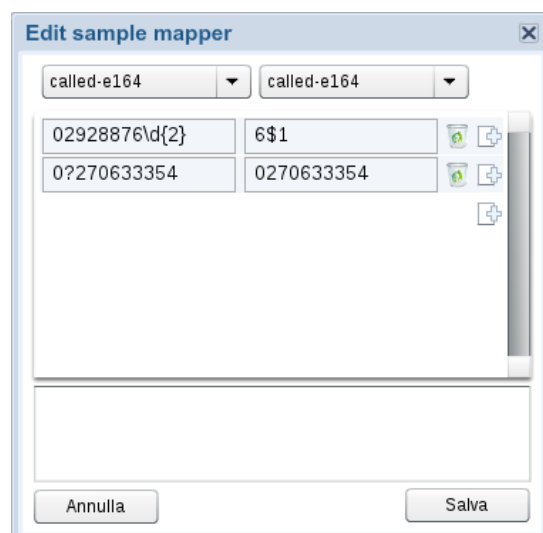 Edit sample mapper
called-e164 called-e164
02928876\d{2} 6$1
0?270633354 0270633354
Annulla Salva